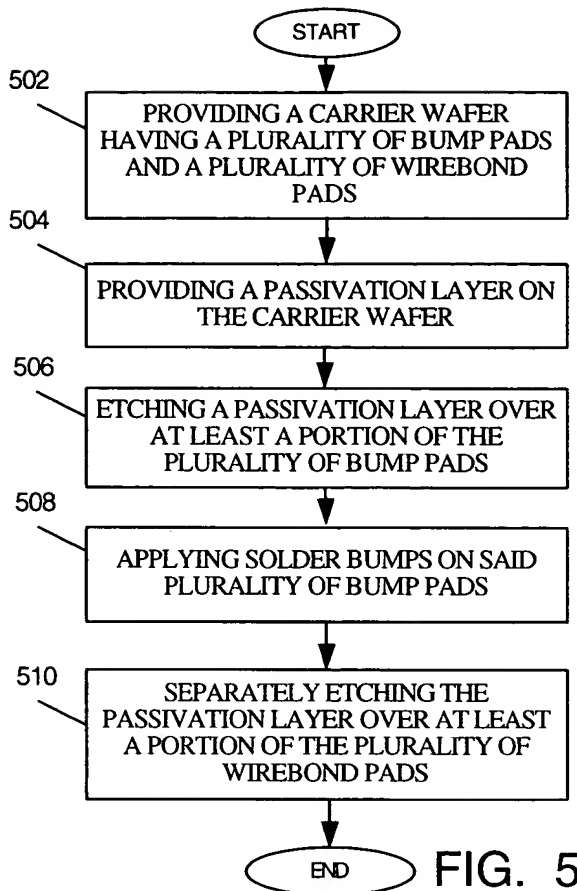 START
502
PROVIDING A CARRIER WAFER
HAVING A PLURALITY OF BUMP PADS
AND A PLURALITY OF WIREBOND
PADS
504
PROVIDING A PASSIVATION LAYER ON
THE CARRIER WAFER
506
ETCHING A PASSIVATION LAYER OVER
AT LEAST A PORTION OF THE
PLURALITY OF BUMP PADS
508
APPLYING SOLDER BUMPS ON SAID
PLURALITY OF BUMP PADS
510
SEPARATELY ETCHING THE
PASSIVATION LAYER OVER AT LEAST
A PORTION OF THE PLURALITY OF
WIREBOND PADS
END
FIG. 5